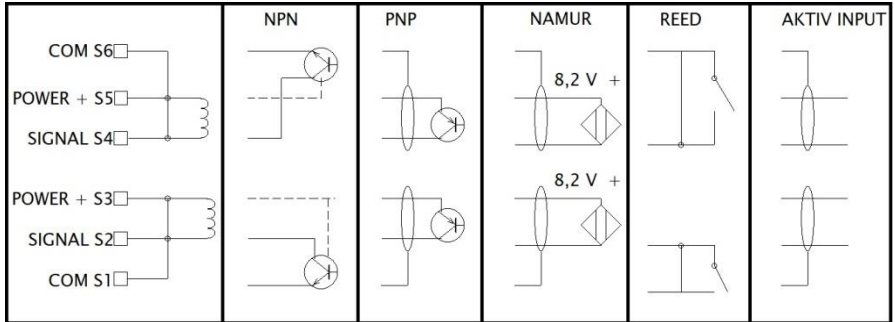 NPN PNP NAMUR REED AKTIV INPUT
COM S6
8,2 V +
POWER + S5
SIGNAL S4
8,2 V +
POWER + S3
SIGNAL S2
COM S1